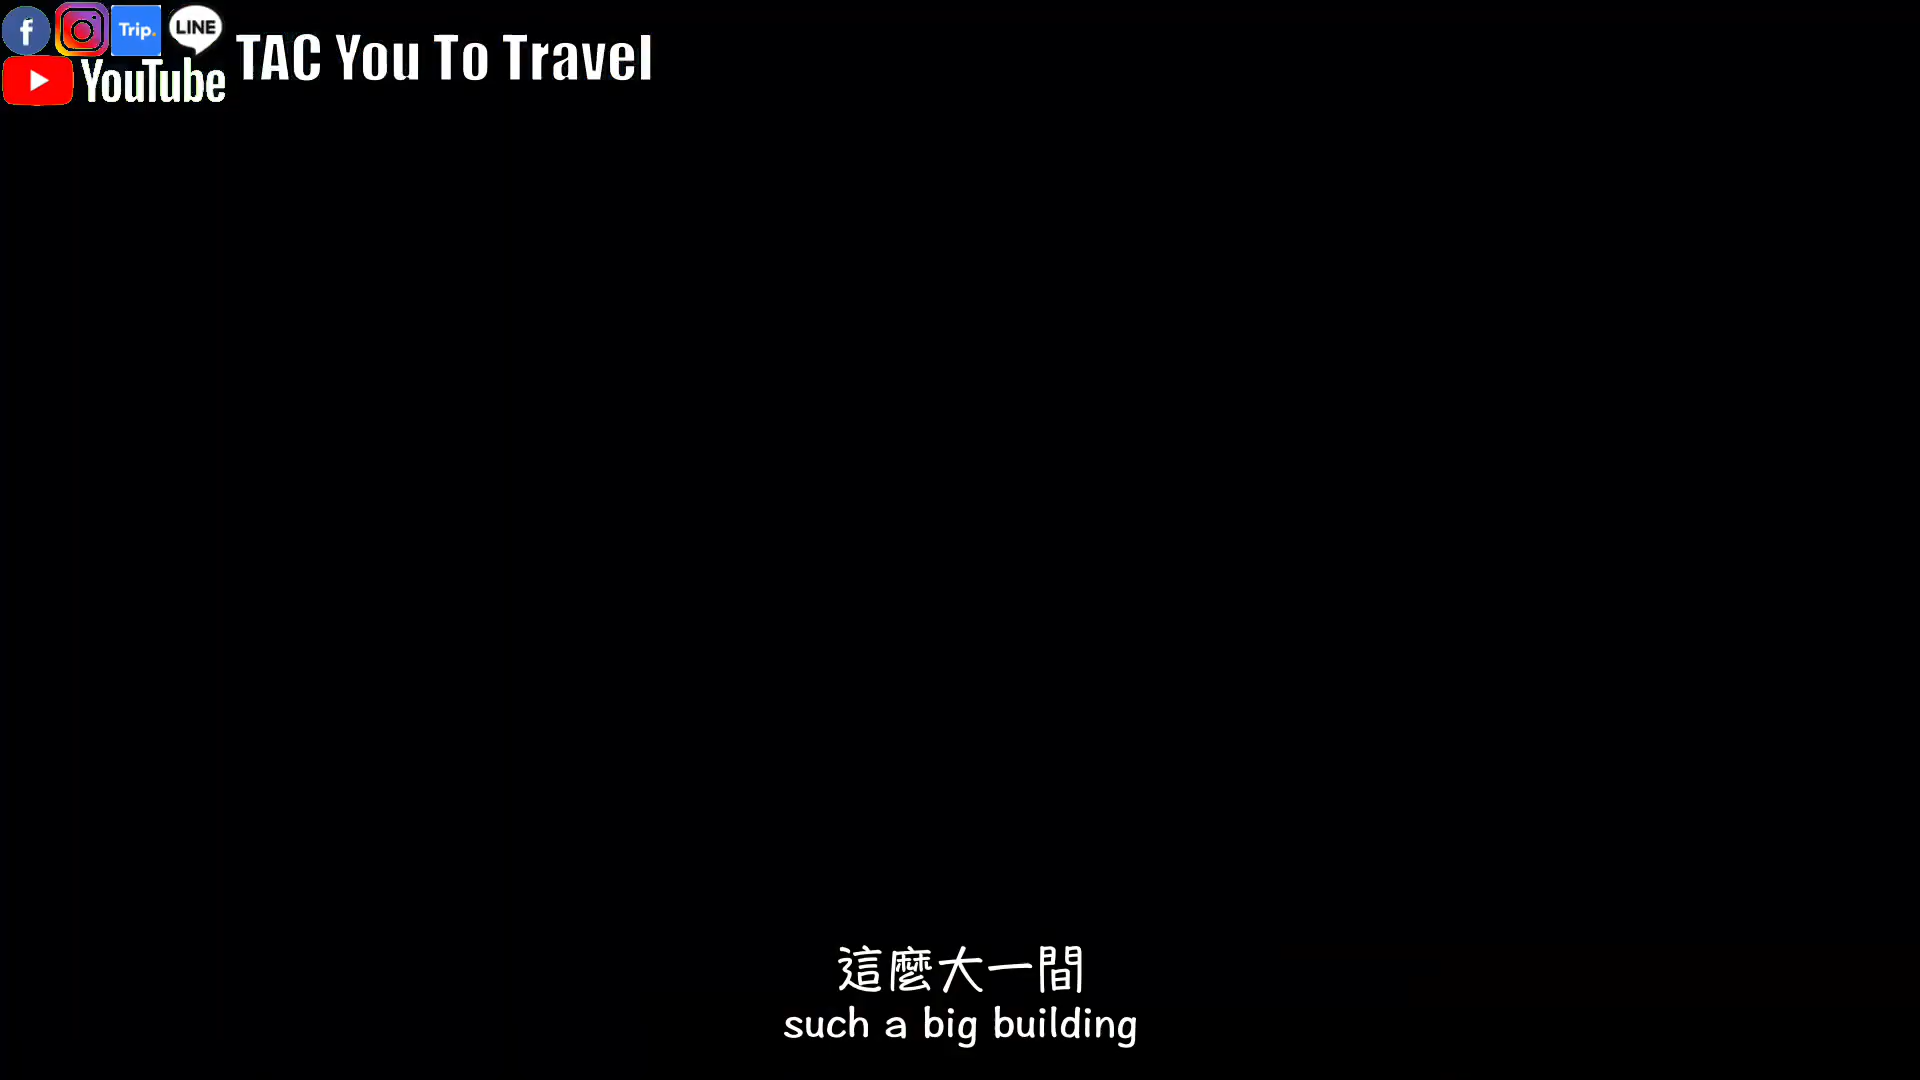 f
Trip.
LINE
YouTube
TAC You To Travel
這麼大一間
such a big building